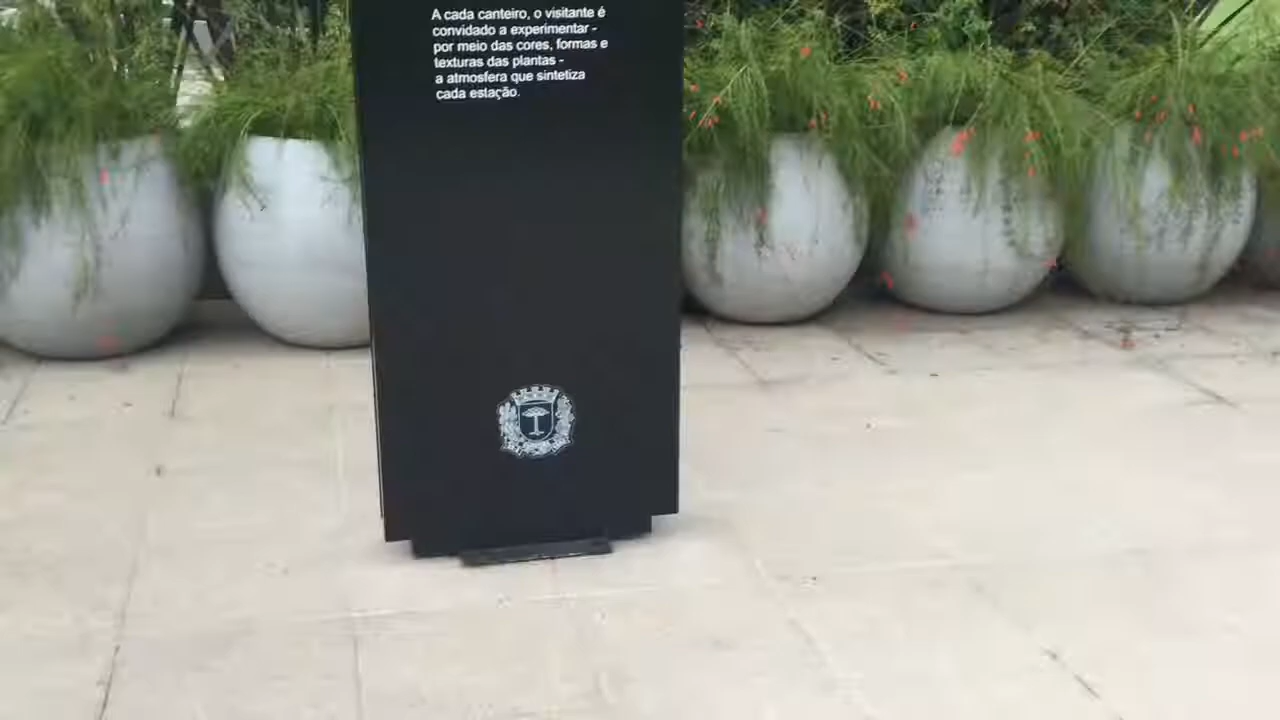 A cada canteiro, o visitante é
convidado a experimentar -
por meio das cores, formas e
texturas das plantas -
a atmosfera que sintetiza
cada estação.